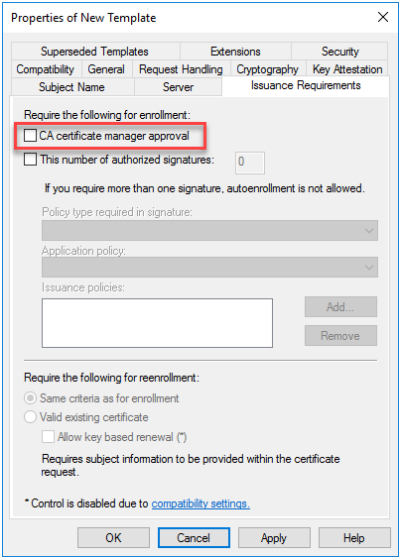 Properties of New Template
Superseded Templates Extensions Security
Compatibility General Request Handling Cryptography Key Attestation
Subject Name Server Issuance Requirements
Require the following for enrollment:
CA certificate manager approval
This number of authorized signatures: 0
If you require more than one signature, autoenrollment is not allowed.
Policy type required in signature:
Application policy:
Issuance policies:
Add...
Remove
Require the following for reenrollment:
Same criteria as for enrollment
Valid existing certificate
Allow key based renewal (*)
Requires subject information to be provided within the certificate
request.
* Control is disabled due to compatibility settings.
OK Cancel Apply Help